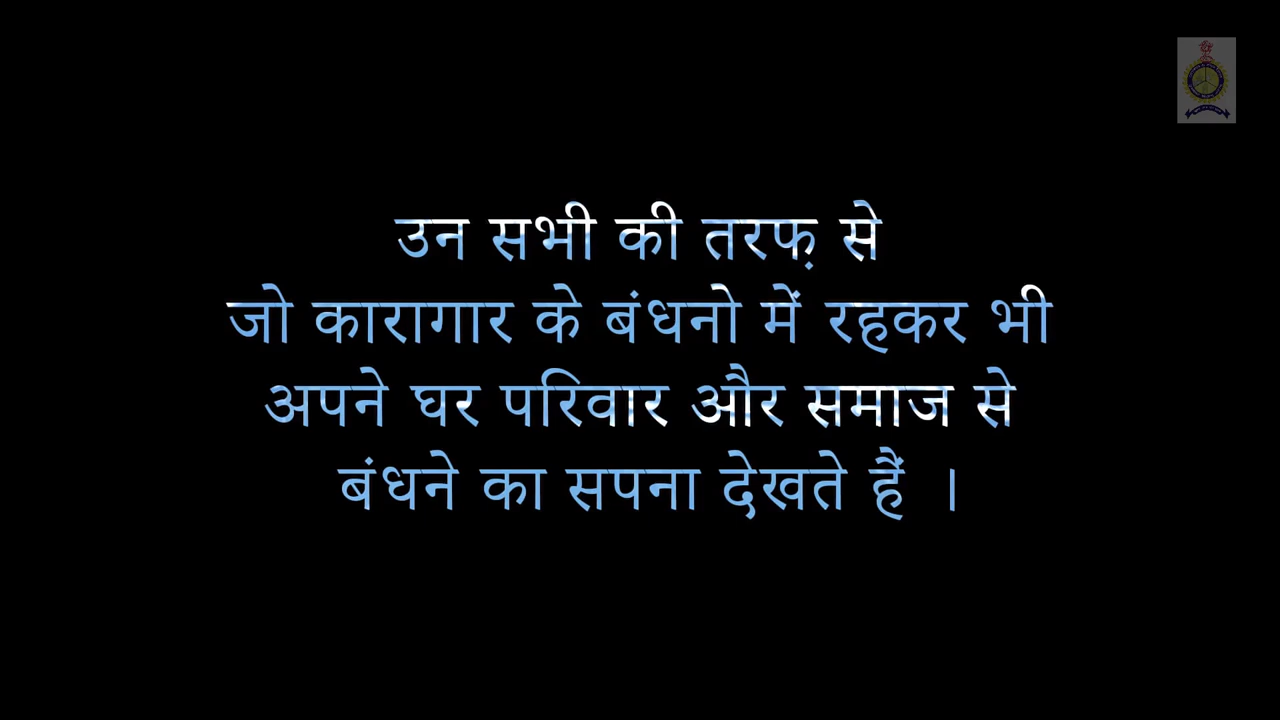 उन सभी की तरफ़ से
जो कारागार के बंधनो में रहकर भी
अपने घर परिवार और समाज से
बंधने का सपना देखते हैं ।